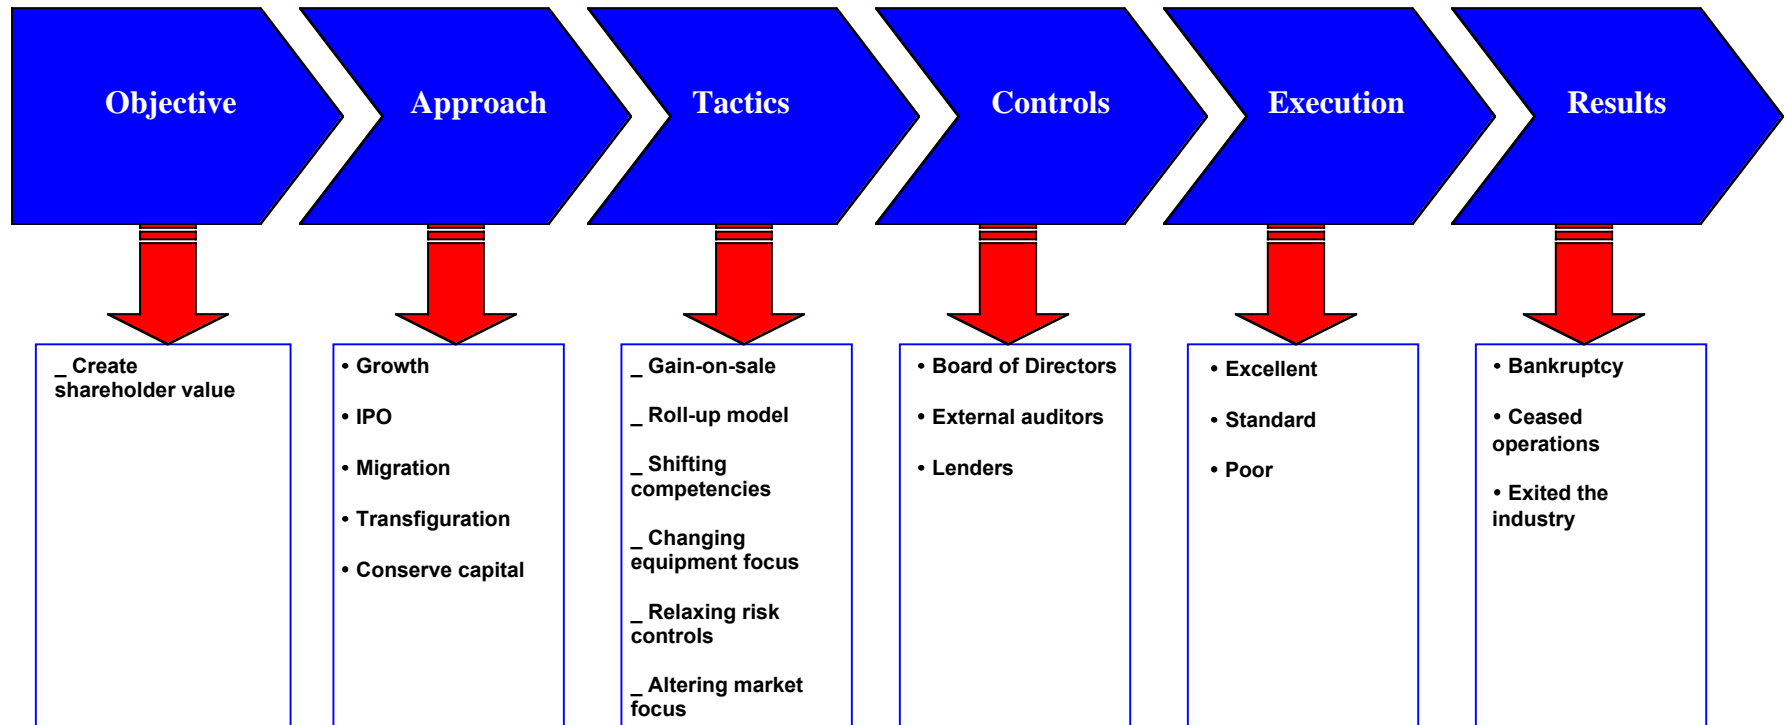 Objective
Approach
Tactics
Controls
Execution
Results
_ Create
shareholder value
• Growth
• IPO
• Migration
• Transfiguration
• Conserve capital
_ Gain-on-sale
_ Roll-up model
_ Shifting
competencies
_ Changing
equipment focus
_ Relaxing risk
controls
_ Altering market
focus
• Board of Directors
• External auditors
• Lenders
• Excellent
• Standard
• Poor
• Bankruptcy
• Ceased
operations
• Exited the
industry